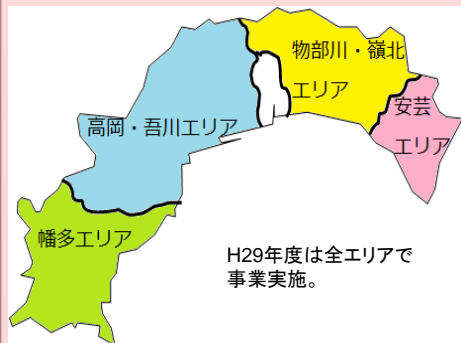 物部川・嶺北
エリア
安芸
エリア
高岡・吾川エリア
幡多エリア
H29年度は全エリアで
事業実施。